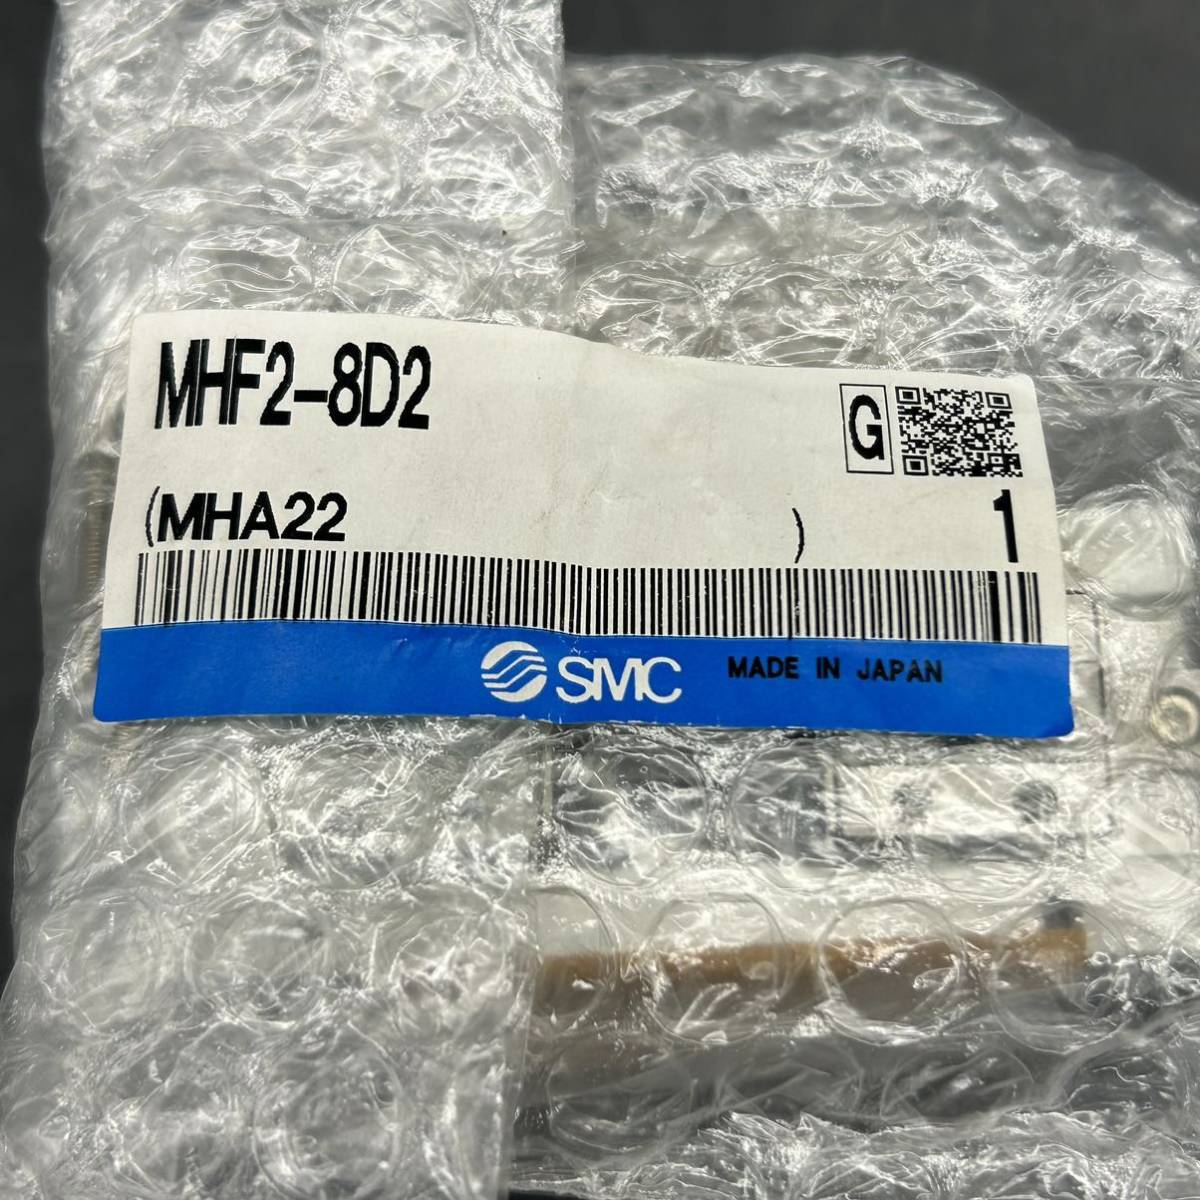 MHF2-8D2
G
(MHA22 )
1
SMC MADE IN JAPAN